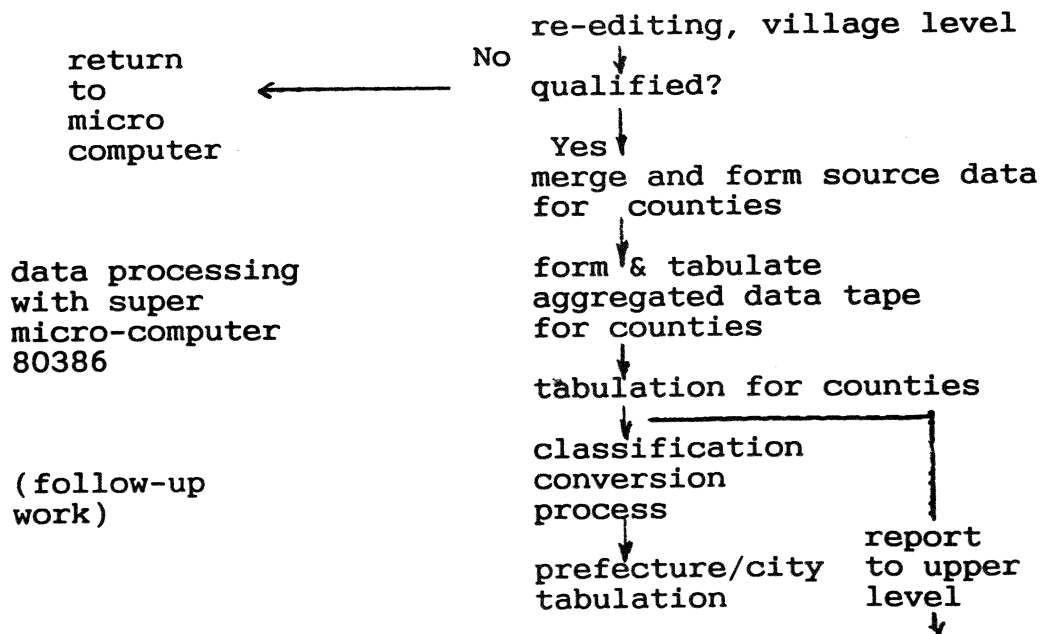 re-editing, village level
No
return
to
micro
computer
qualified?
Yes
merge and form source data
for counties
data processing
with super
micro-computer
80386
form & tabulate
aggregated data tape
for counties
tabulation for counties
(follow-up
work)
classification
conversion
process
prefecture/city
tabulation
report
to upper
level